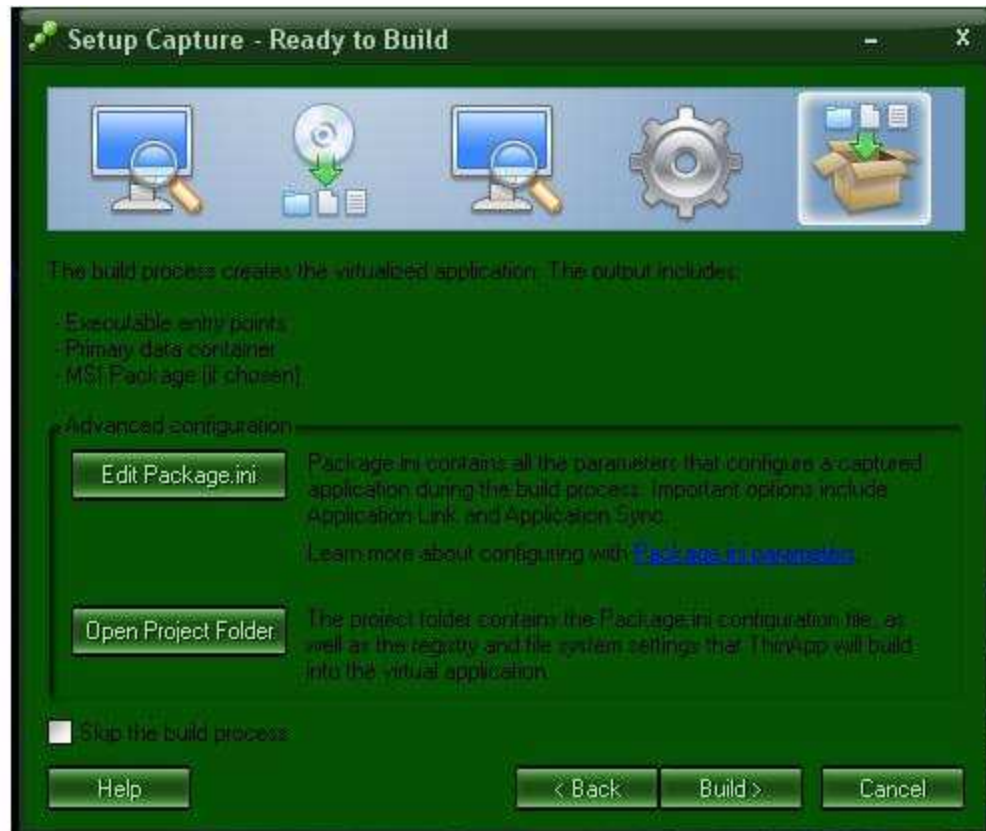 Setup Capture - Ready to Build
The build process creates the virtualized application. The output includes:
- Executable entry points
- Primary data container
- MSI Package (if chosen)
Advanced configuration
Edit Package.ini
Package.ini contains all the parameters that configure a captured
application during the build process. Important options include
Application Link and Application Sync.
Learn more about configuring with Package.ini parameters.
Open Project Folder
The project folder contains the Package.ini configuration file, as
well as the registry and file system settings that ThinApp will build
into the virtual application.
Skip the build process
Help
< Back
Build >
Cancel